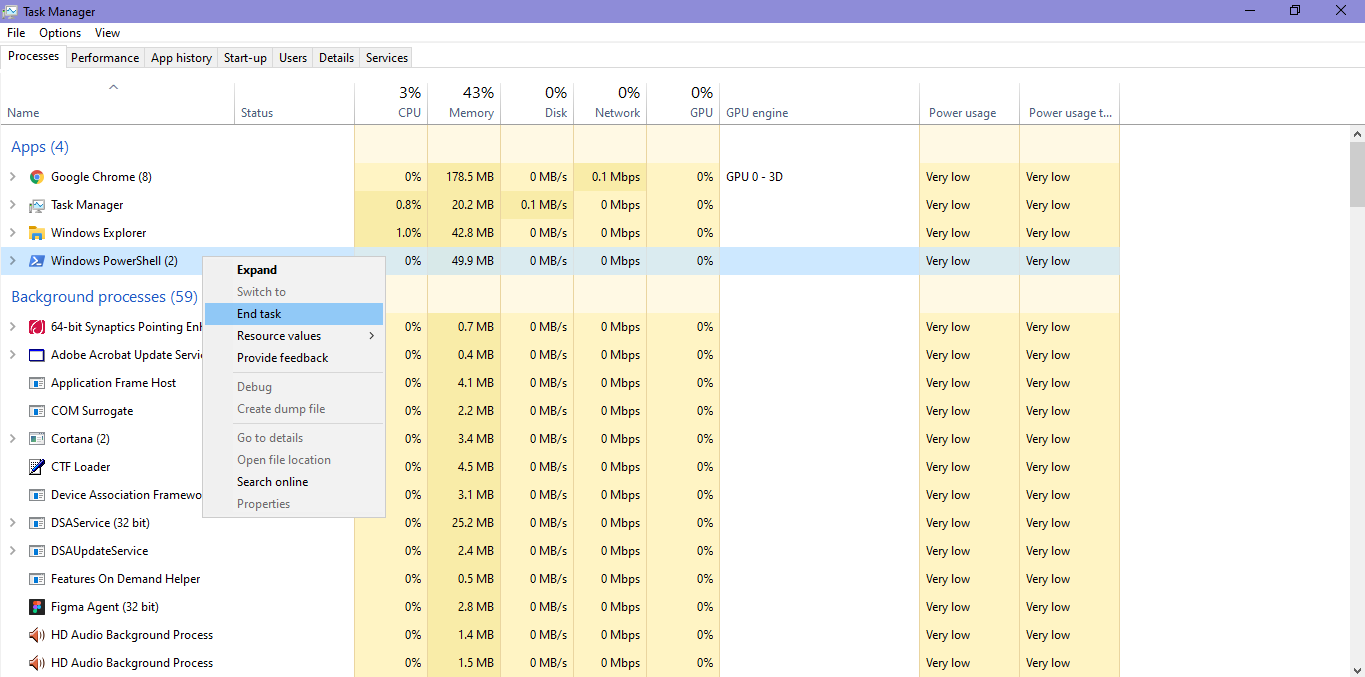 Task Manager
File Options View
Processes Performance App history Start-up Users Details Services
3% 43% 0% 0% 0%
Name Status CPU Memory Disk Network GPU GPU engine Power usage Power usage t...
Apps (4)
Google Chrome (8) 0% 178.5 MB 0 MB/s 0.1 Mbps 0% GPU 0 - 3D Very low Very low
Task Manager 0.8% 20.2 MB 0.1 MB/s 0 Mbps 0% Very low Very low
Windows Explorer 1.0% 42.8 MB 0 MB/s 0 Mbps 0% Very low Very low
Windows PowerShell (2) 0% 49.9 MB 0 MB/s 0 Mbps 0% Very low Very low
Expand
Switch to
End task
Resource values
Provide feedback
Debug
Create dump file
Go to details
Open file location
Search online
Properties
Background processes (59)
64-bit Synaptics Pointing Enh 0% 0.7 MB 0 MB/s 0 Mbps 0% Very low Very low
Adobe Acrobat Update Servi 0% 0.4 MB 0 MB/s 0 Mbps 0% Very low Very low
Application Frame Host 0% 4.1 MB 0 MB/s 0 Mbps 0% Very low Very low
COM Surrogate 0% 2.2 MB 0 MB/s 0 Mbps 0% Very low Very low
Cortana (2) 0% 3.4 MB 0 MB/s 0 Mbps 0% Very low Very low
CTF Loader 0% 4.5 MB 0 MB/s 0 Mbps 0% Very low Very low
Device Association Framewo 0% 3.1 MB 0 MB/s 0 Mbps 0% Very low Very low
DSAService (32 bit) 0% 25.2 MB 0 MB/s 0 Mbps 0% Very low Very low
DSAUpdateService 0% 2.4 MB 0 MB/s 0 Mbps 0% Very low Very low
Features On Demand Helper 0% 0.5 MB 0 MB/s 0 Mbps 0% Very low Very low
Figma Agent (32 bit) 0% 2.8 MB 0 MB/s 0 Mbps 0% Very low Very low
HD Audio Background Process 0% 1.4 MB 0 MB/s 0 Mbps 0% Very low Very low
HD Audio Background Process 0% 1.5 MB 0 MB/s 0 Mbps 0% Very low Very low